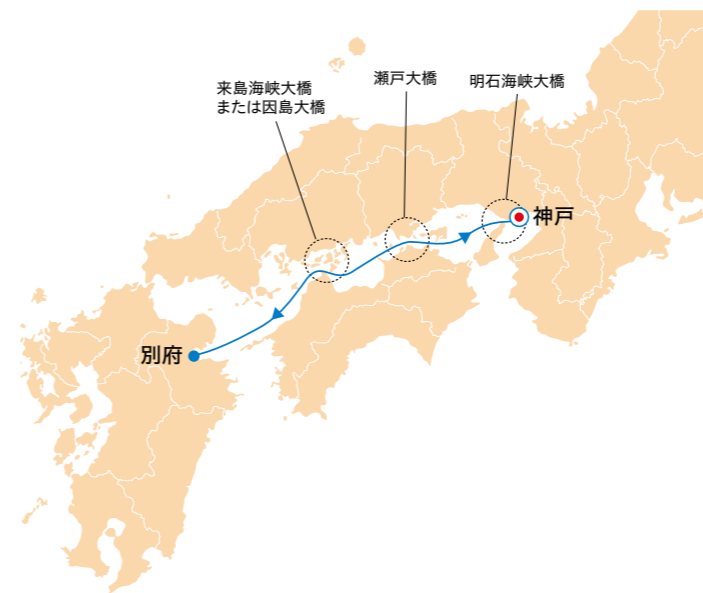 来島海峡大橋
または因島大橋
瀬戸大橋
明石海峡大橋
神戸
別府